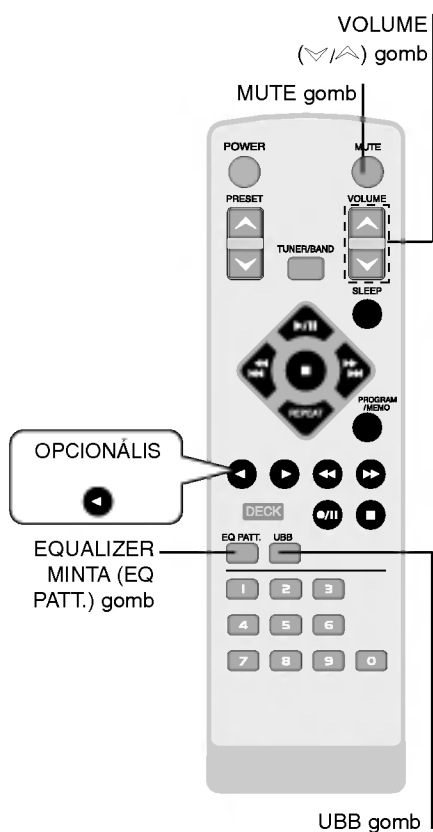 VOLUME
(﹀/︿) gomb
MUTE gomb
POWER
MUTE
PRESET
VOLUME
TUNER/BAND
SLEEP
REPEAT
PROGRAM
/MEMO
OPCIONÁLIS
DECK
EQ PATT.
UBB
EQUALIZER
MINTA (EQ
PATT.) gomb
1 2 3
4 5 6
7 8 9 0
UBB gomb